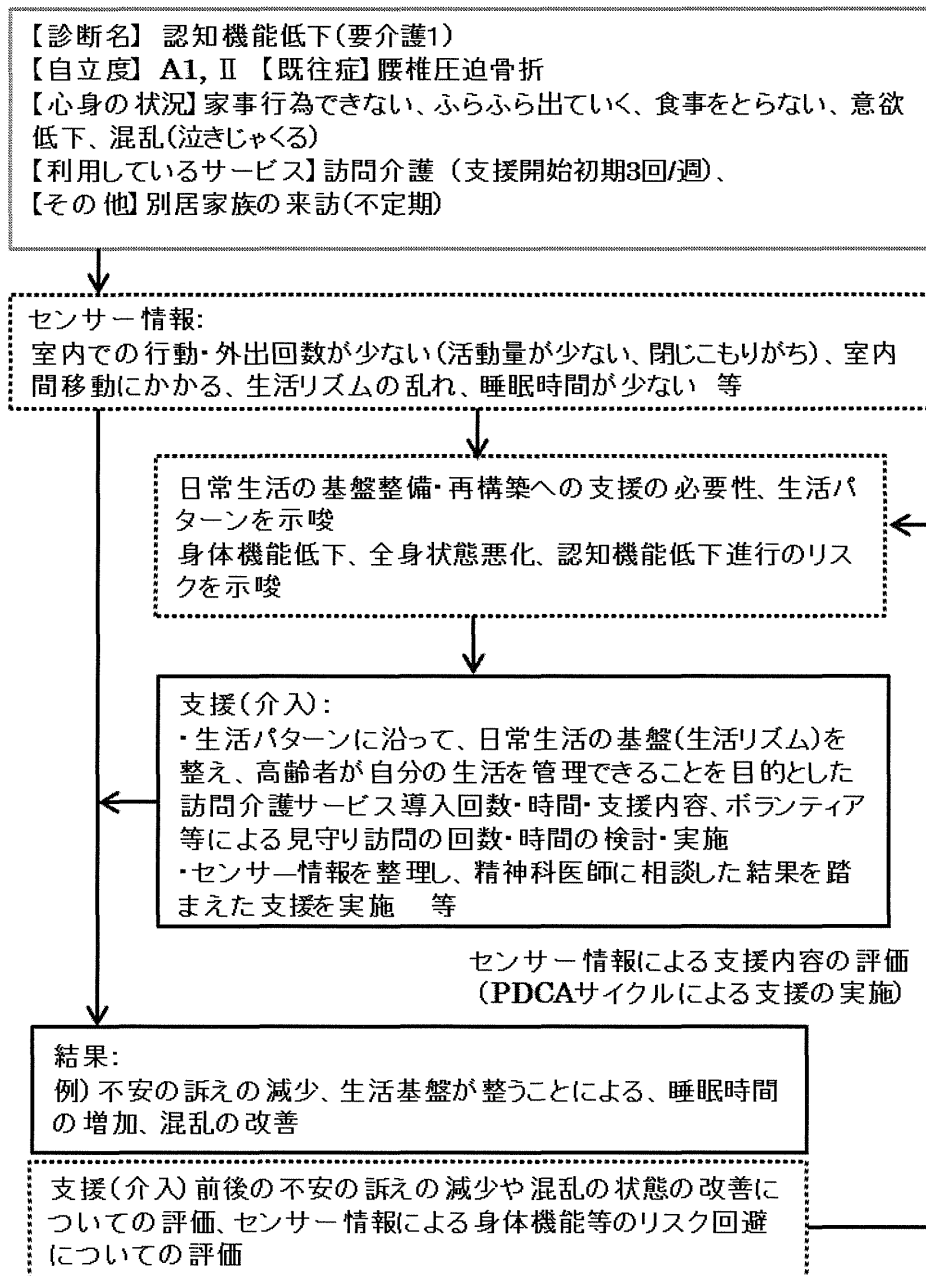 【診断名】 認知機能低下(要介護1)
【自立度】 A1, Ⅱ 【既往症】腰椎圧迫骨折
【心身の状況】家事行為できない、ふらふら出ていく、食事をとらない、意欲
低下、混乱(泣きじゃくる)
【利用しているサービス】訪問介護 (支援開始初期3回/週)、
【その他】別居家族の来訪(不定期)
センサー情報:
室内での行動・外出回数が少ない(活動量が少ない、閉じこもりがち)、室内
間移動にかかる、生活リズムの乱れ、睡眠時間が少ない 等
日常生活の基盤整備・再構築への支援の必要性、生活パ
ターンを示唆
身体機能低下、全身状態悪化、認知機能低下進行のリス
クを示唆
支援(介入):
・生活パターンに沿って、日常生活の基盤(生活リズム)を
整え、高齢者が自分の生活を管理できることを目的とした
訪問介護サービス導入回数・時間・支援内容、ボランティア
等による見守り訪問の回数・時間の検討・実施
・センサー情報を整理し、精神科医師に相談した結果を踏
まえた支援を実施 等
センサー情報による支援内容の評価
(PDCAサイクルによる支援の実施)
結果:
例)不安の訴えの減少、生活基盤が整うことによる、睡眠時間
の増加、混乱の改善
支援(介入)前後の不安の訴えの減少や混乱の状態の改善に
ついての評価、センサー情報による身体機能等のリスク回避
についての評価